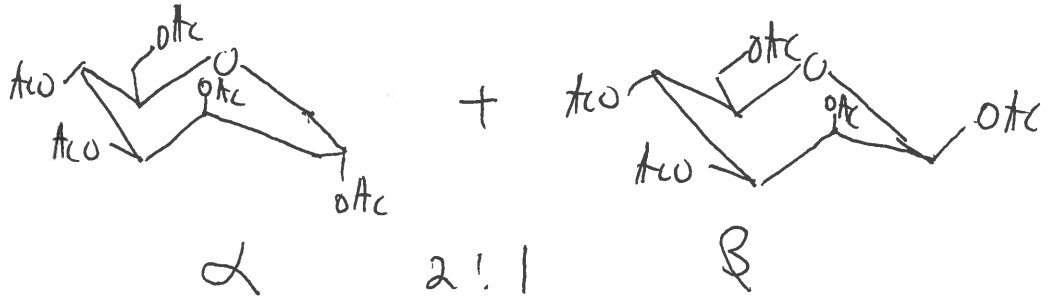 OAc OAc
AcO O + AcO O
OAc OAc OAc
AcO AcO
OAc
α 2:1 β